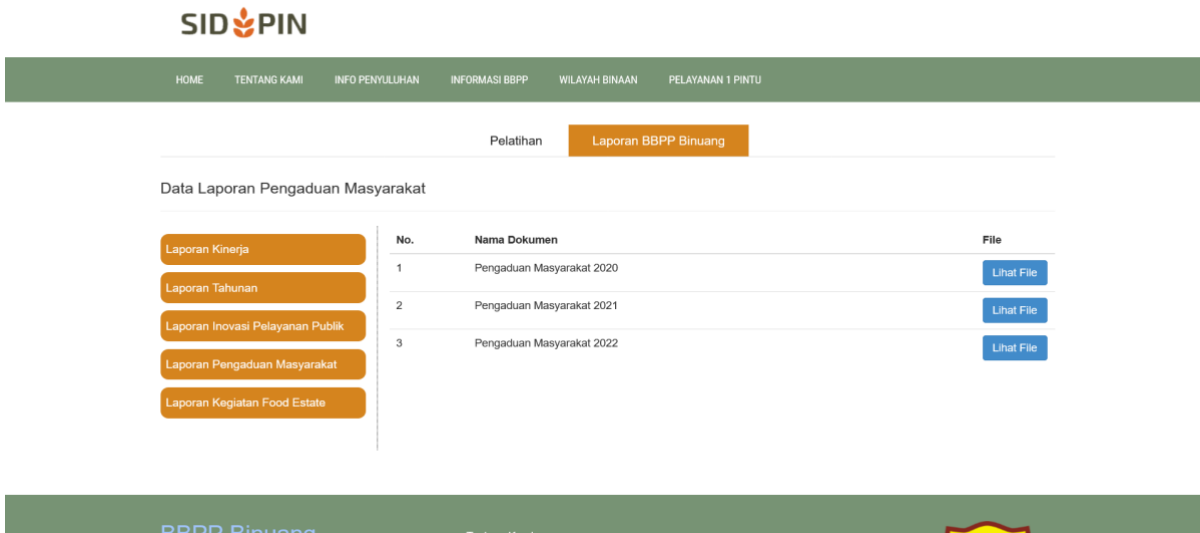 SID PIN
HOME TENTANG KAMI INFO PENYULUHAN INFORMASI BBPP WILAYAH BINAAN PELAYANAN 1 PINTU
Pelatihan Laporan BBPP Binuang
Data Laporan Pengaduan Masyarakat
Laporan Kinerja
Laporan Tahunan
Laporan Inovasi Pelayanan Publik
Laporan Pengaduan Masyarakat
Laporan Kegiatan Food Estate
No. Nama Dokumen File
1 Pengaduan Masyarakat 2020 Lihat File
2 Pengaduan Masyarakat 2021 Lihat File
3 Pengaduan Masyarakat 2022 Lihat File
BBPP Binuang